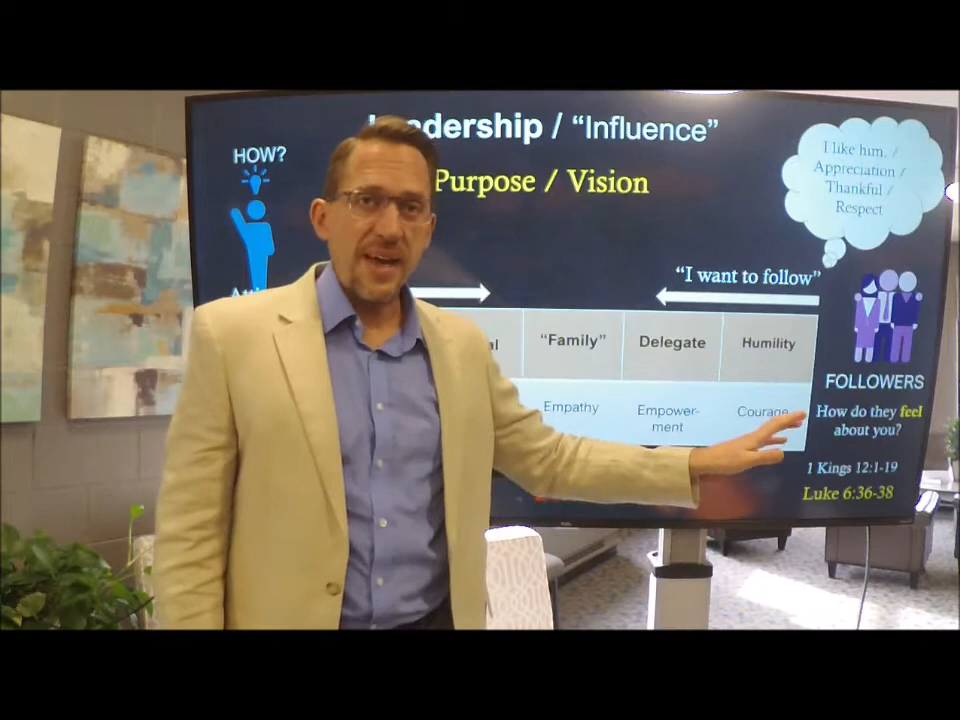 Leadership / “Influence”
HOW?
Purpose / Vision
I like him. /
Appreciation /
Thankful /
Respect
“I want to follow”
“Family”
Delegate
Humility
Empathy
Empower-
ment
Courage
FOLLOWERS
How do they feel
about you?
1 Kings 12:1-19
Luke 6:36-38